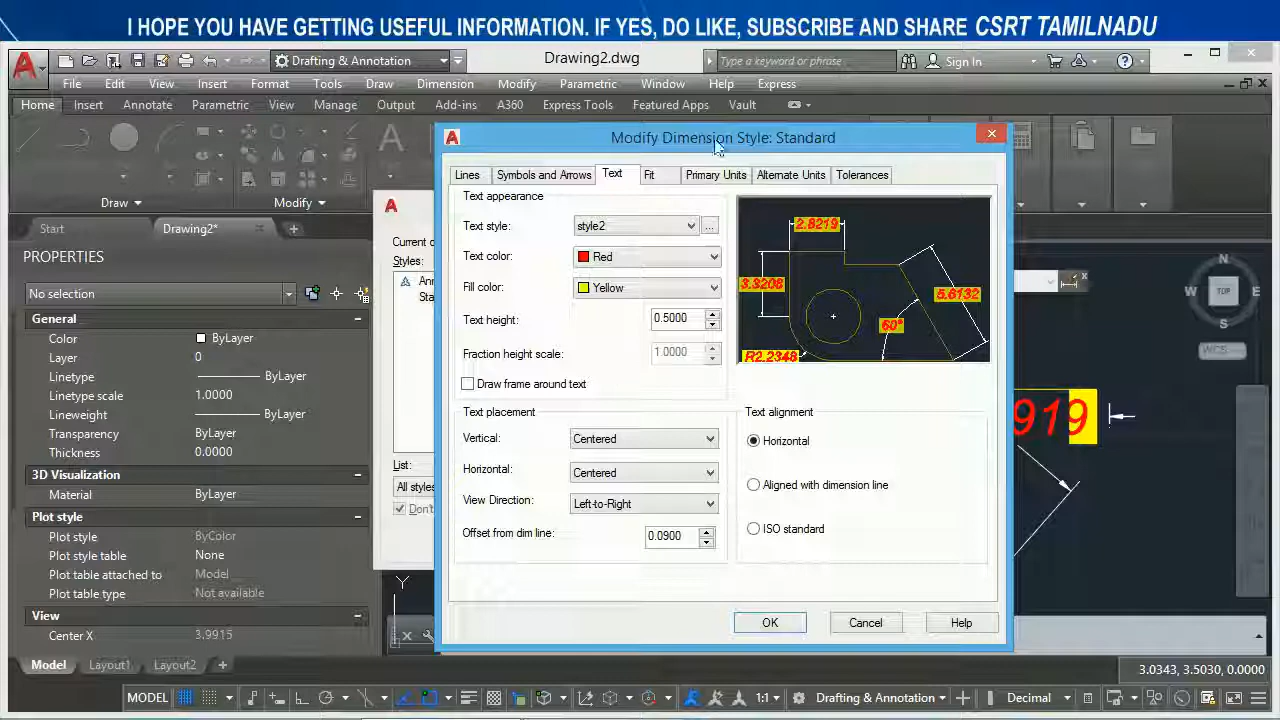 I HOPE YOU HAVE GETTING USEFUL INFORMATION. IF YES, DO LIKE, SUBSCRIBE AND SHARE CSRT TAMILNADU
Drafting & Annotation
Drawing2.dwg
Type a keyword or phrase
Sign In
File Edit View Insert Format Tools Draw Dimension Modify Parametric Window Help Express
Home Insert Annotate Parametric View Manage Output Add-ins A360 Express Tools Featured Apps Vault
Draw
Modify
Start
Drawing2*
PROPERTIES
No selection
General
Color ByLayer
Layer 0
Linetype ByLayer
Linetype scale 1.0000
Lineweight ByLayer
Transparency ByLayer
Thickness 0.0000
3D Visualization
Material ByLayer
Plot style
Plot style ByColor
Plot style table None
Plot table attached to Model
Plot table type Not available
View
Center X 3.9915
Styles:
List:
All styles
Modify Dimension Style: Standard
Lines Symbols and Arrows Text Fit Primary Units Alternate Units Tolerances
Text appearance
Text style: style2
Text color: Red
Fill color: Yellow
Text height: 0.5000
Fraction height scale: 1.0000
Draw frame around text
Text placement
Vertical: Centered
Horizontal: Centered
View Direction: Left-to-Right
Offset from dim line: 0.0900
2.8219
3.3208
5.6132
60°
R2.2348
Text alignment
Horizontal
Aligned with dimension line
ISO standard
OK Cancel Help
N
W TOP E
S
WCS
919
Y
Model Layout1 Layout2
3.0343, 3.5030, 0.0000
MODEL
1:1
Drafting & Annotation
Decimal